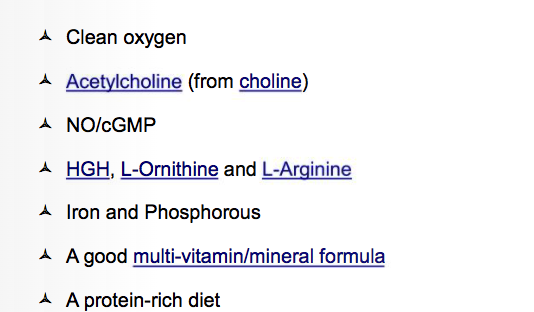 Clean oxygen
Acetylcholine (from choline)
NO/cGMP
HGH, L-Ornithine and L-Arginine
Iron and Phosphorous
A good multi-vitamin/mineral formula
A protein-rich diet